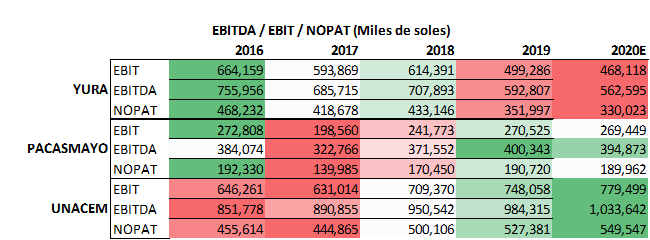 EBITDA / EBIT / NOPAT (Miles de soles)
2016 2017 2018 2019 2020E
EBIT 664,159 593,869 614,391 499,286 468,118
YURA EBITDA 755,956 685,715 707,893 592,807 562,595
NOPAT 468,232 418,678 433,146 351,997 330,023
EBIT 272,808 198,560 241,773 270,525 269,449
PACASMAYO EBITDA 384,074 322,766 371,552 400,343 394,873
NOPAT 192,330 139,985 170,450 190,720 189,962
EBIT 646,261 631,014 709,370 748,058 779,499
UNACEM EBITDA 851,778 890,855 950,542 984,315 1,033,642
NOPAT 455,614 444,865 500,106 527,381 549,547